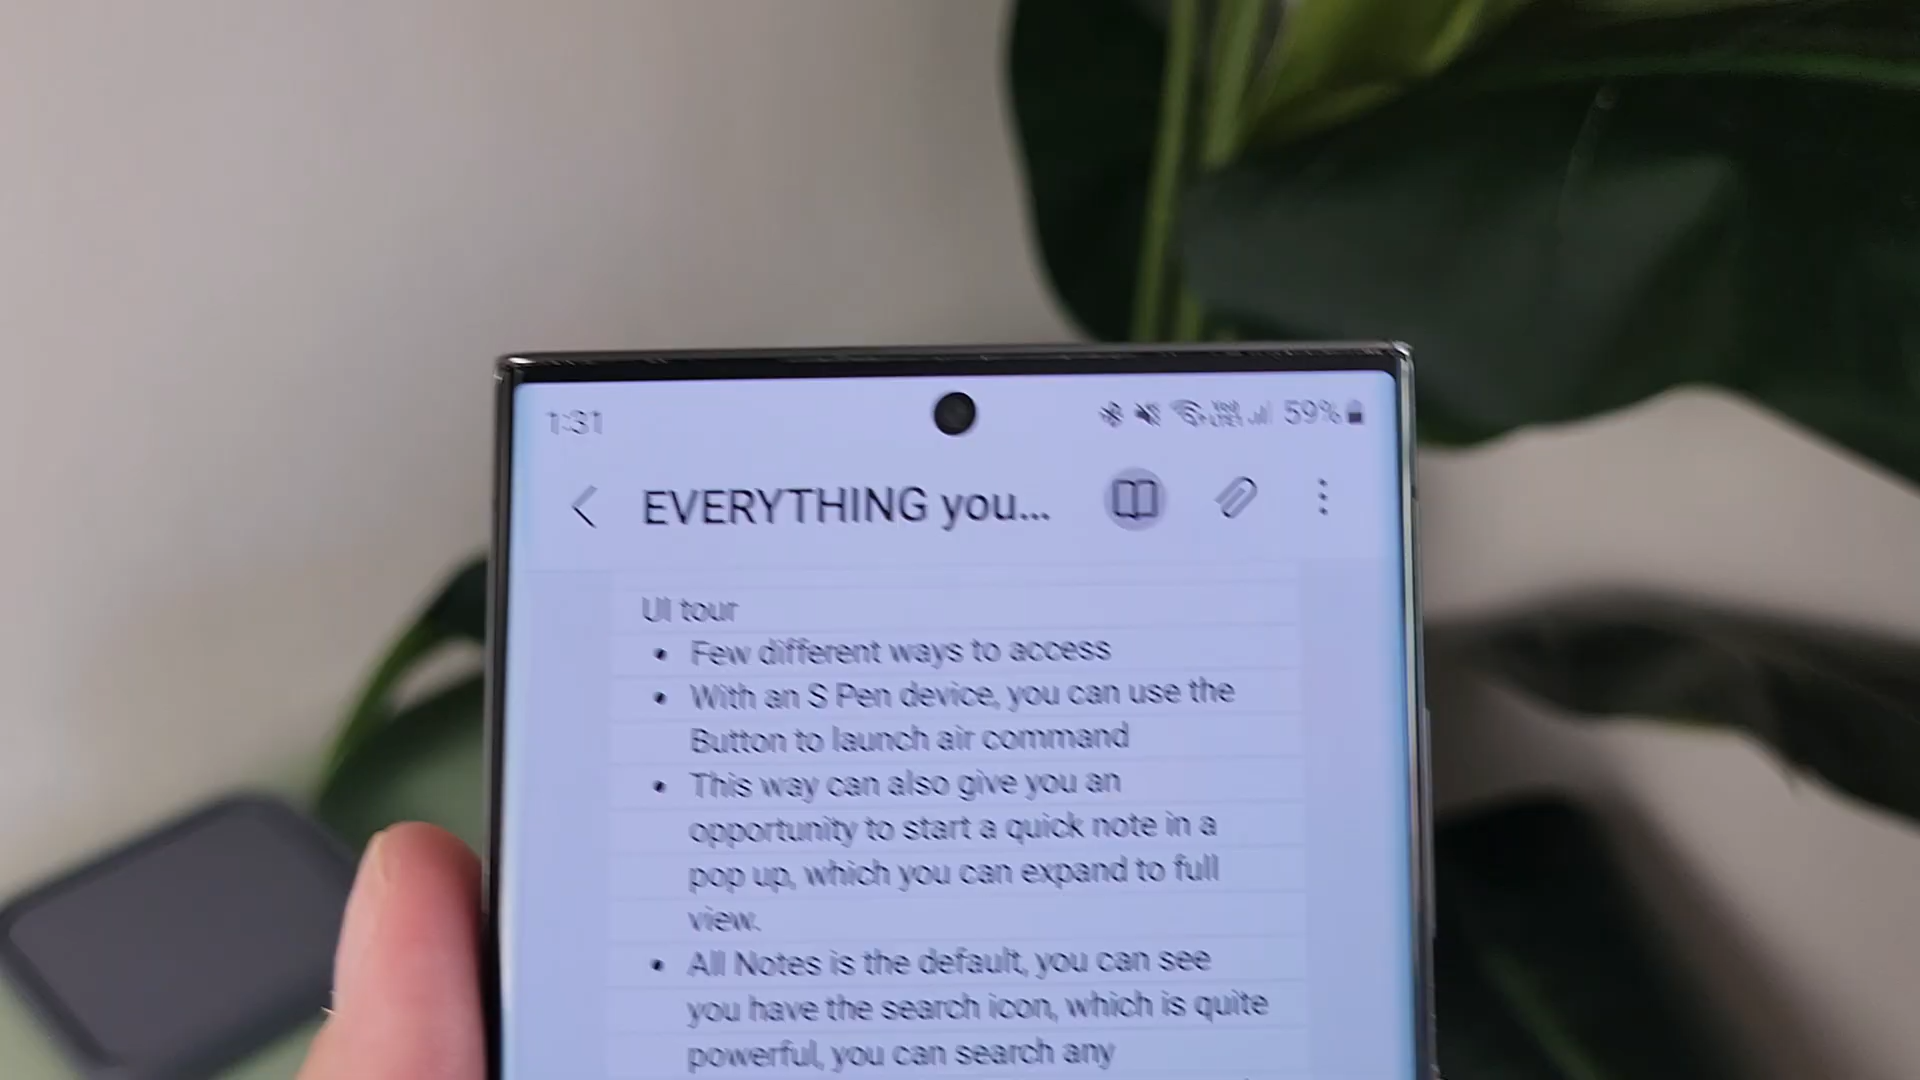 1:31
59%
EVERYTHING you...
UI tour
• Few different ways to access
• With an S Pen device, you can use the
Button to launch air command
• This way can also give you an
opportunity to start a quick note in a
pop up, which you can expand to full
view.
• All Notes is the default, you can see
you have the search icon, which is quite
powerful, you can search any